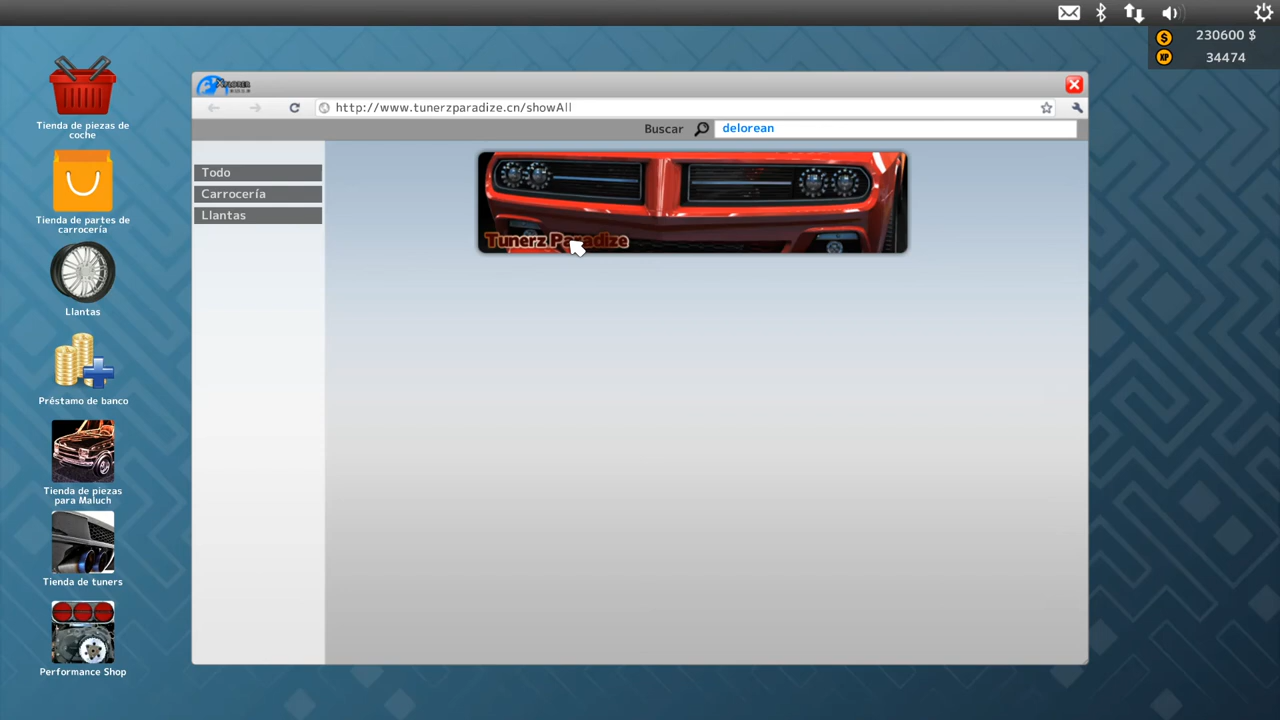 230600 $
34474
Tienda de piezas de
coche
Tienda de partes de
carrocería
Llantas
Préstamo de banco
Tienda de piezas
para Maluch
Tienda de tuners
Performance Shop
http://www.tunerzparadize.cn/showAll
Buscar
delorean
Todo
Carrocería
Llantas
Tunerz Paradize